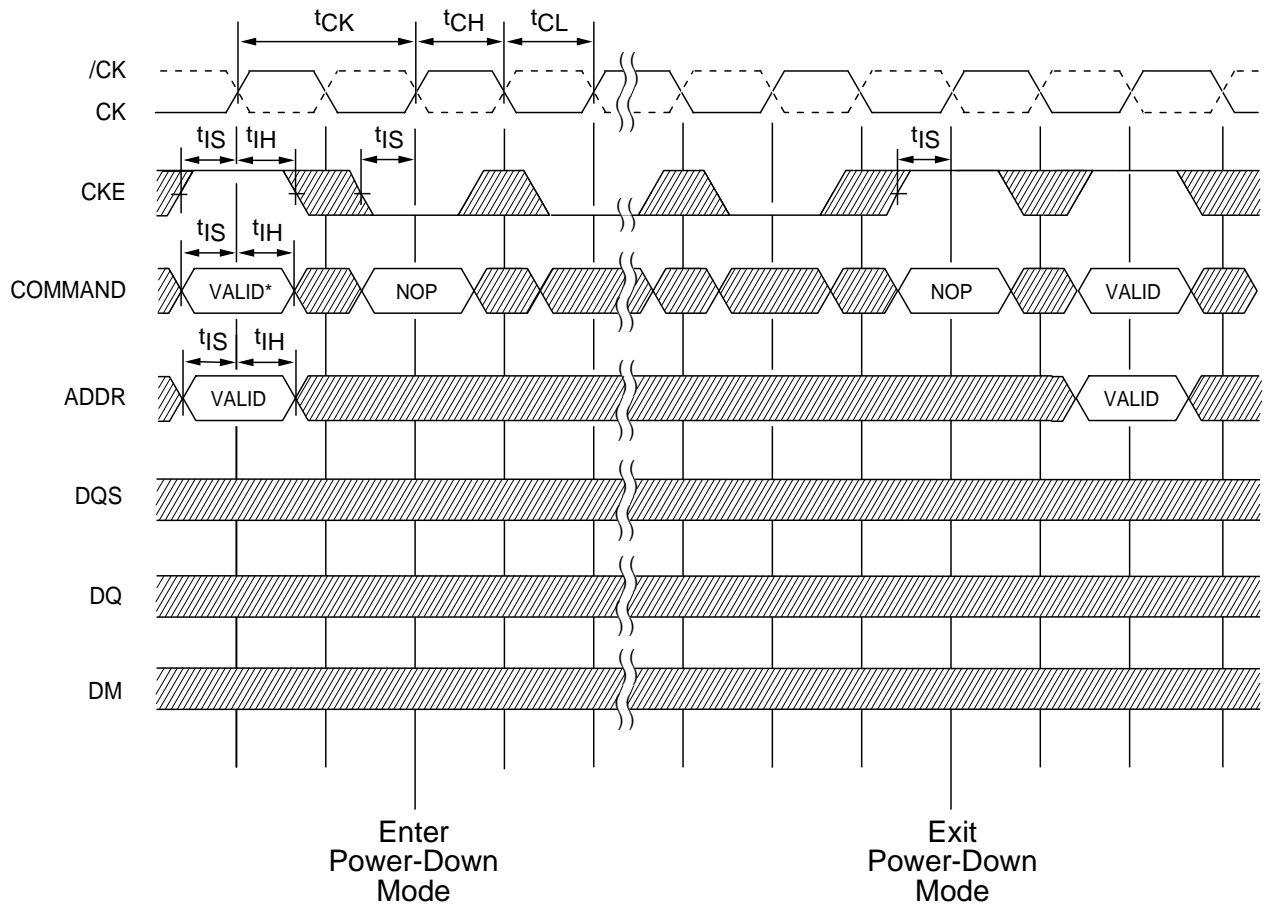 tCK tCH tCL
/CK
CK
tIS tIH tIS tIS
CKE
tIS tIH
COMMAND VALID* NOP NOP VALID
tIS tIH
ADDR VALID VALID
DQS
DQ
DM
Enter
Power-Down
Mode
Exit
Power-Down
Mode